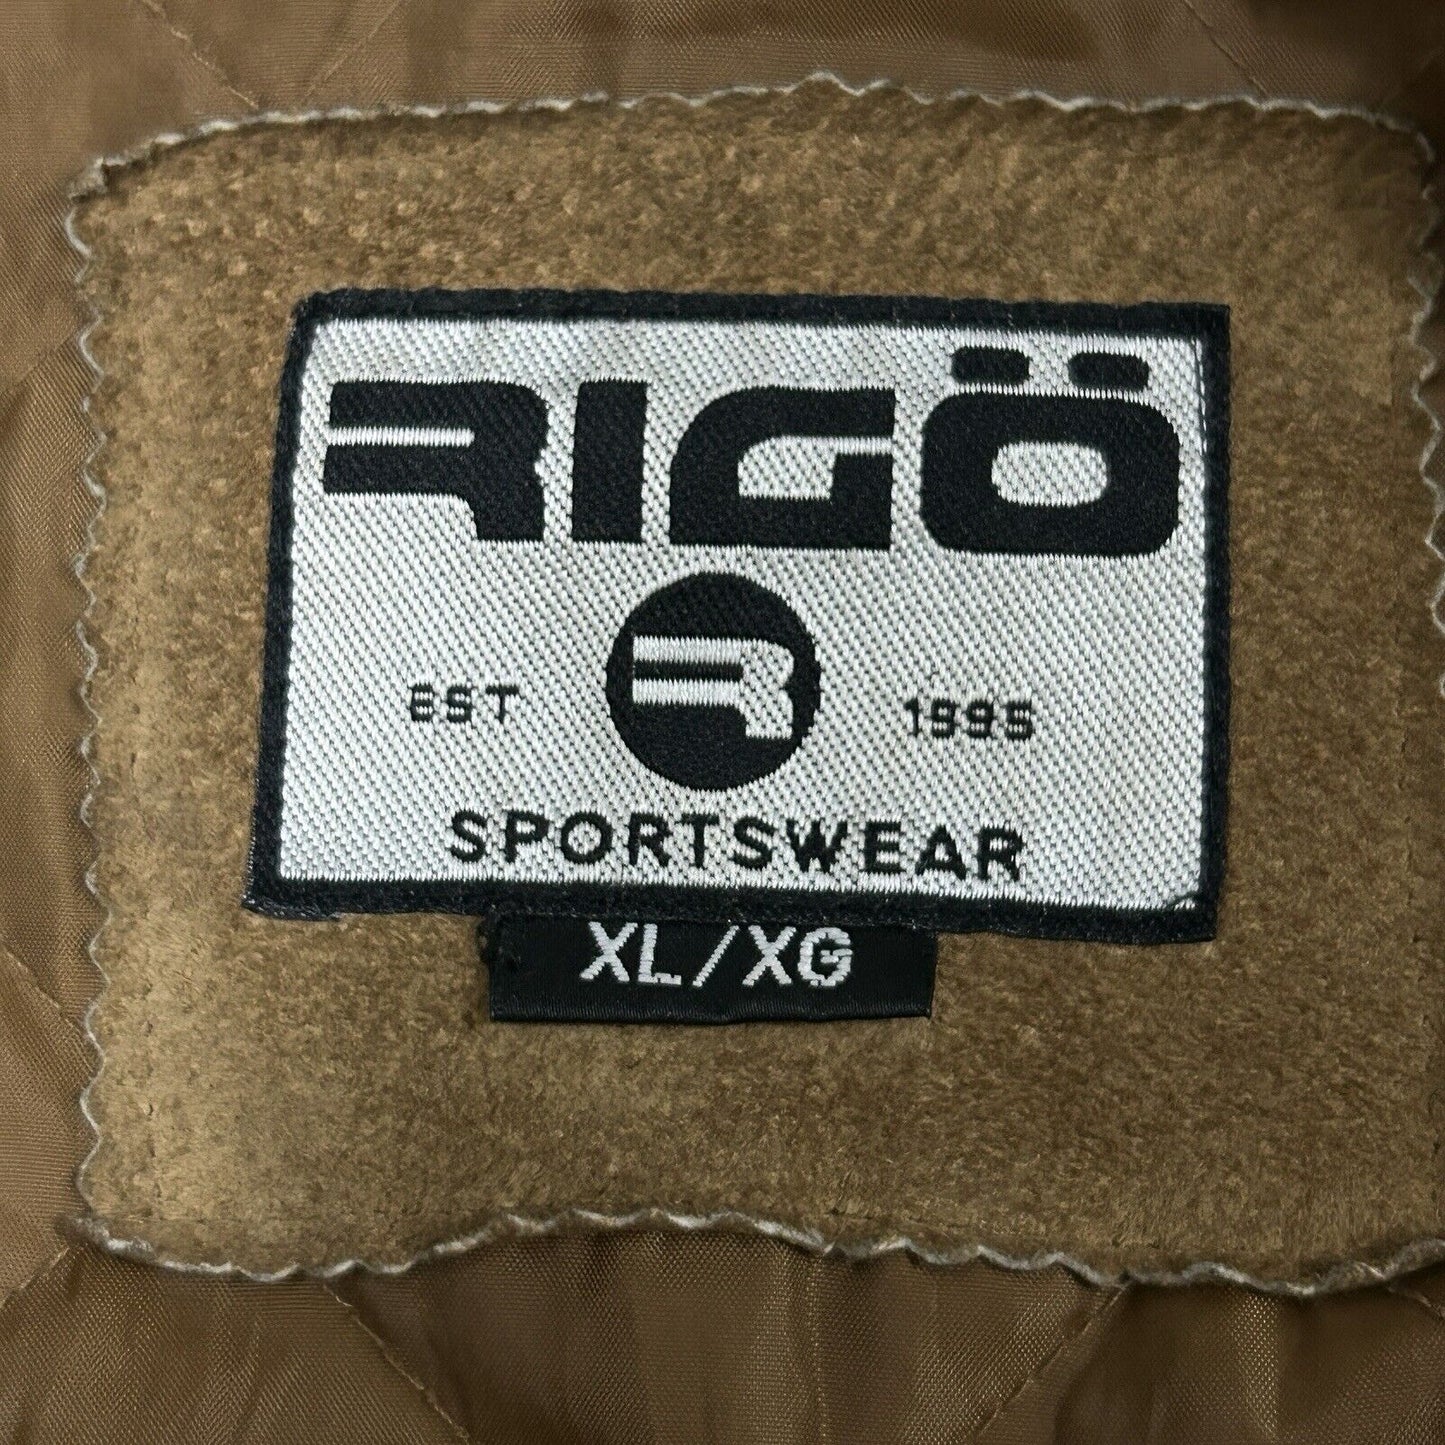 RIGÖ
R
EST 1995
SPORTSWEAR
XL/XG